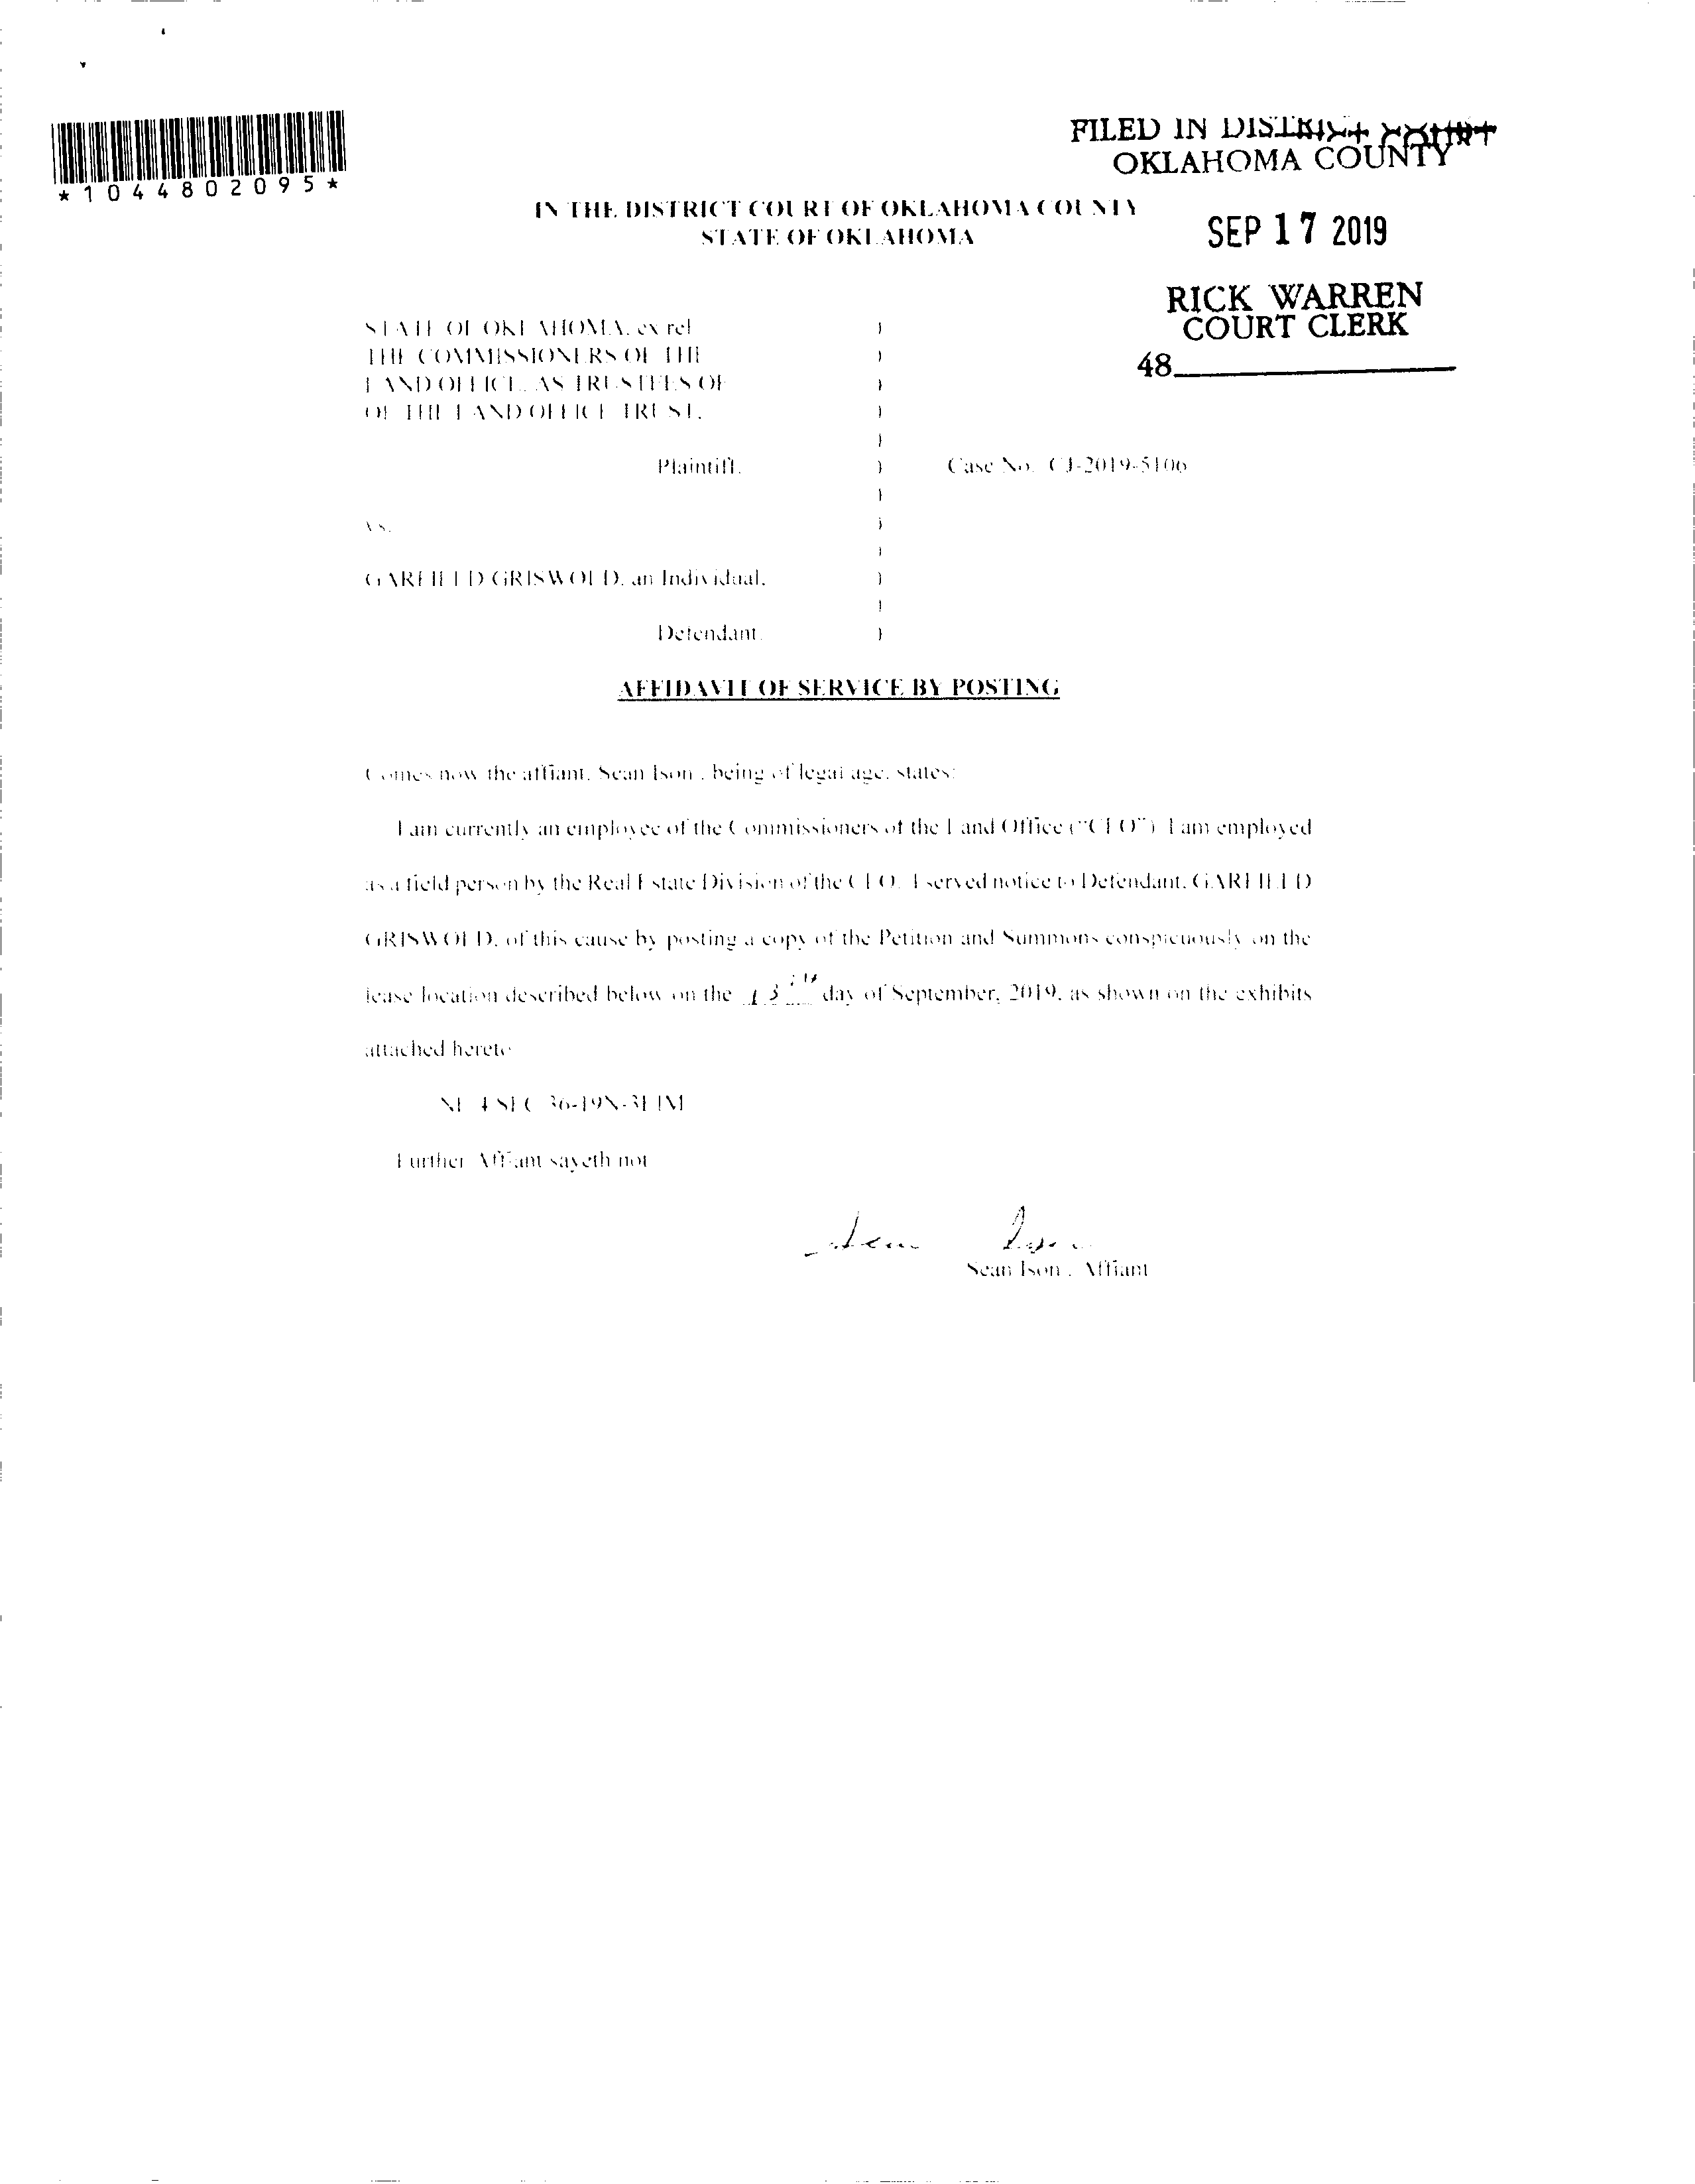 *1044802095*
FILED IN DISTRICT COURT
OKLAHOMA COUNTY
IN THE DISTRICT COURT OF OKLAHOMA COUNTY
STATE OF OKLAHOMA
SEP 17 2019
RICK WARREN
COURT CLERK
48
STATE OF OKLAHOMA, ex rel )
THE COMMISSIONERS OF THE )
LAND OFFICE, AS TRUSTEES OF )
OF THE LAND OFFICE TRUST, )
)
Plaintiff, ) Case No. CJ-2019-5106
)
vs. )
)
GARFIELD GRISWOLD, an Individual, )
)
Defendant. )
AFFIDAVIT OF SERVICE BY POSTING
Comes now the affiant, Sean Ison , being of legal age, states:
I am currently an employee of the Commissioners of the Land Office ("CLO") I am employed
as a field person by the Real Estate Division of the CLO. I served notice to Defendant, GARFIELD
GRISWOLD, of this cause by posting a copy of the Petition and Summons conspicuously on the
lease location described below on the 13th day of September, 2019, as shown on the exhibits
attached hereto
NE 4 SEC 36-19N-3EIM
Further Affiant sayeth not
Sean Ison
Sean Ison , Affiant